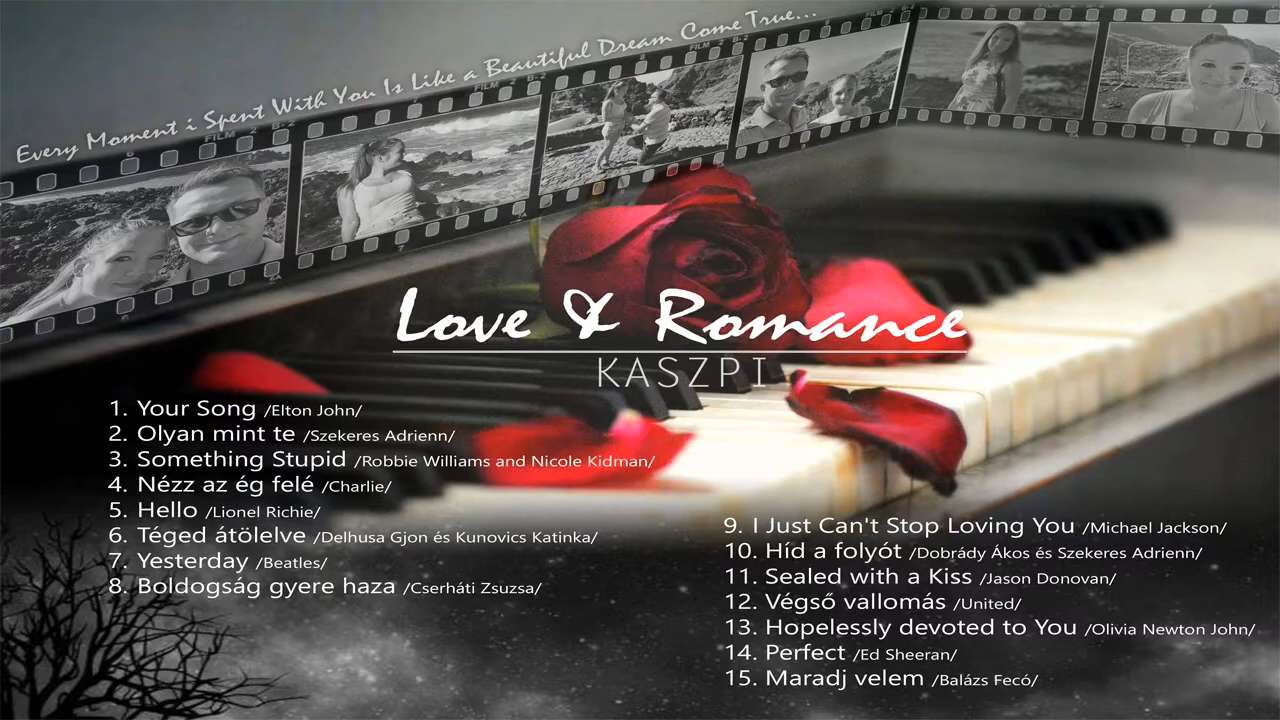 Every Moment i Spent With You Is Like a Beautiful Dream Come True...
Love & Romance
KASZPI
1. Your Song /Elton John/
2. Olyan mint te /Szekeres Adrienn/
3. Something Stupid /Robbie Williams and Nicole Kidman/
4. Nézz az ég felé /Charlie/
5. Hello /Lionel Richie/
6. Téged átölelve /Delhusa Gjon és Kunovics Katinka/
7. Yesterday /Beatles/
8. Boldogság gyere haza /Cserháti Zsuzsa/
9. I Just Can't Stop Loving You /Michael Jackson/
10. Híd a folyót /Dobrády Ákos és Szekeres Adrienn/
11. Sealed with a Kiss /Jason Donovan/
12. Végső vallomás /United/
13. Hopelessly devoted to You /Olivia Newton John/
14. Perfect /Ed Sheeran/
15. Maradj velem /Balázs Fecó/